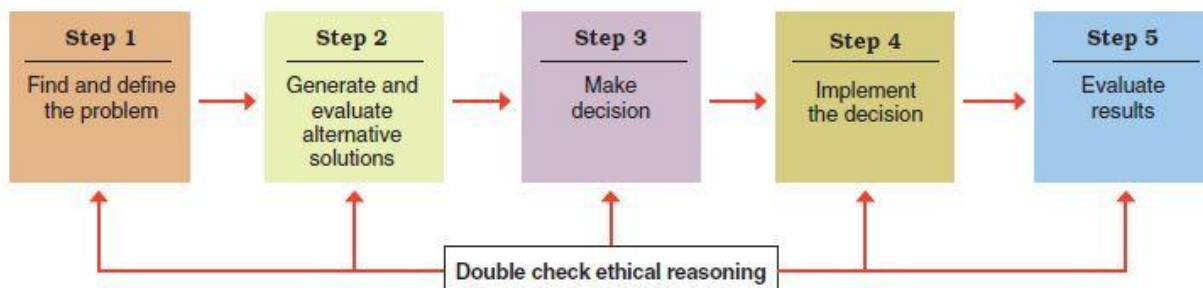 Step 1
Find and define
the problem
Step 2
Generate and
evaluate
alternative
solutions
Step 3
Make
decision
Step 4
Implement
the decision
Step 5
Evaluate
results
Double check ethical reasoning